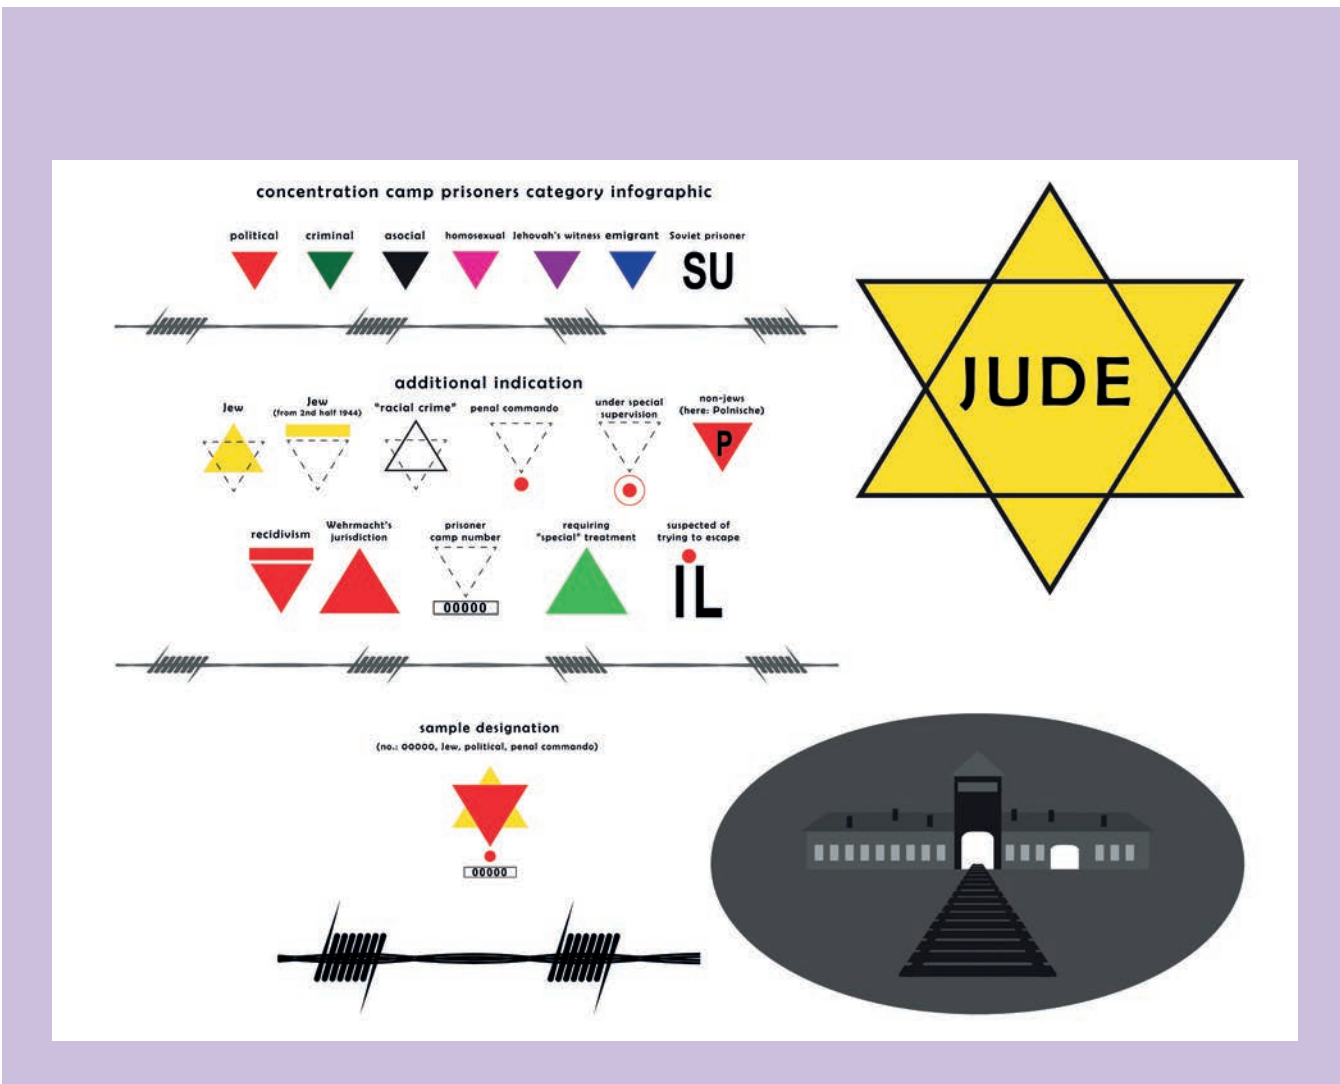 concentration camp prisoners category infographic
political criminal asocial homosexual Jehovah's witness emigrant Soviet prisoner
SU
additional indication
Jew
Jew
(from 2nd half 1944)
"racial crime"
penal commando
under special
supervision
non-jews
(here: Polnische)
P
recidivism
Wehrmacht's
jurisdiction
prisoner
camp number
00000
requiring
"special" treatment
suspected of
trying to escape
IL
sample designation
(no.: 00000, Jew, political, penal commando)
00000
JUDE